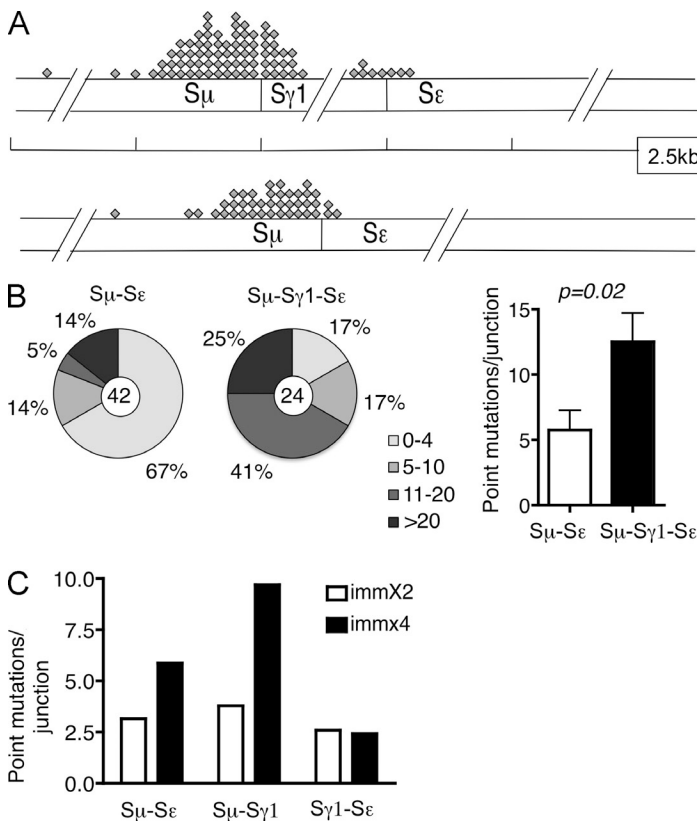 A
Sμ Sγ1 Sε
2.5kb
Sμ Sε
B
Sμ-Sε Sμ-Sγ1-Sε
14% 5% 14% 67% 42
25% 17% 17% 41% 24
0-4
5-10
11-20
>20
p=0.02
Point mutations/junction
15
10
5
0
Sμ-Sε Sμ-Sγ1-Sε
C
Point mutations/
junction
10.0
7.5
5.0
2.5
0.0
immX2
immx4
Sμ-Sε Sμ-Sγ1 Sγ1-Sε